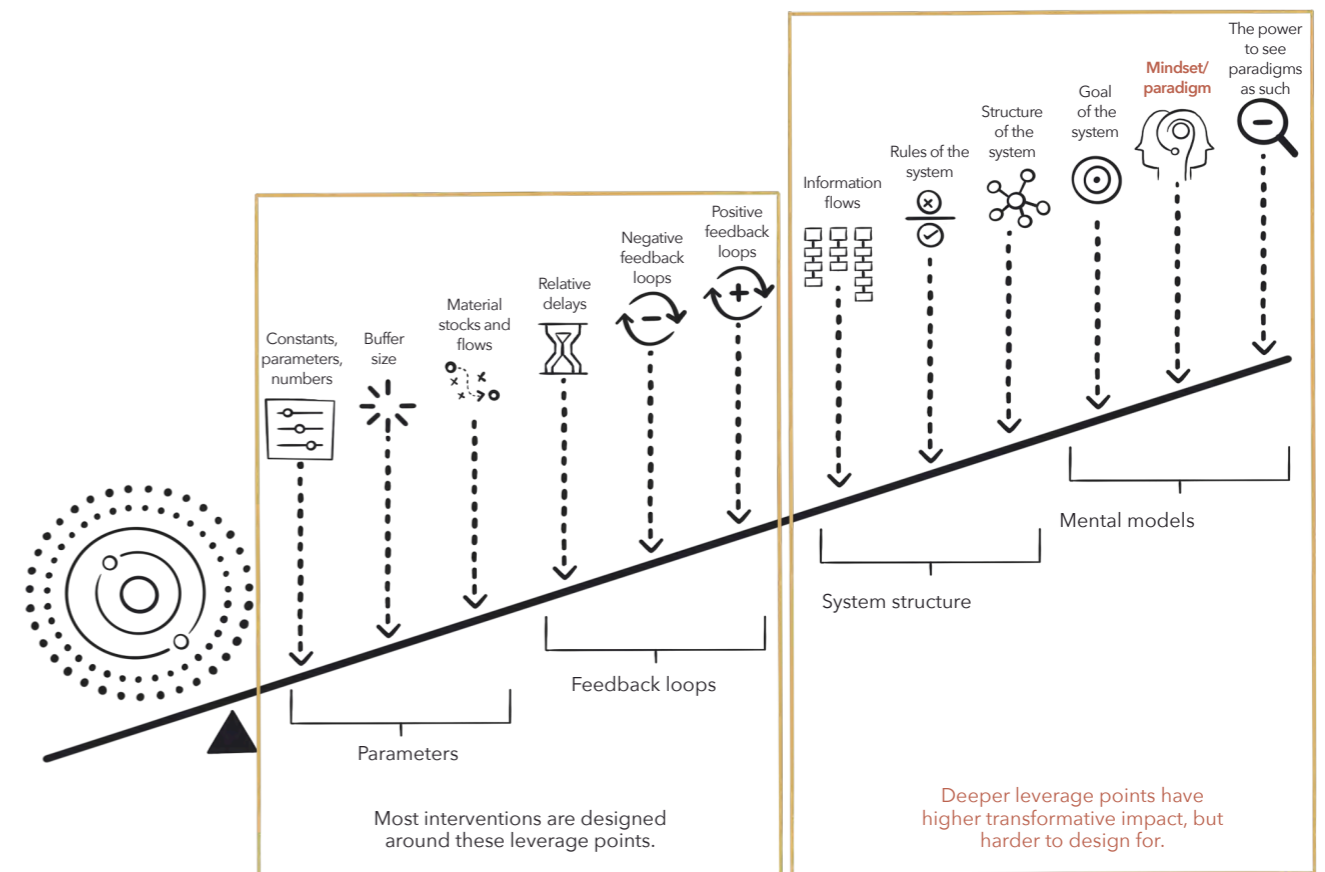 Constants,
parameters,
numbers
Buffer
size
Material
stocks and
flows
Relative
delays
Negative
feedback
loops
Positive
feedback
loops
Information
flows
Rules of the
system
Structure
of the
system
Goal
of the
system
Mindset/
paradigm
The power
to see
paradigms
as such
Parameters
Feedback loops
System structure
Mental models
Most interventions are designed
around these leverage points.
Deeper leverage points have
higher transformative impact, but
harder to design for.